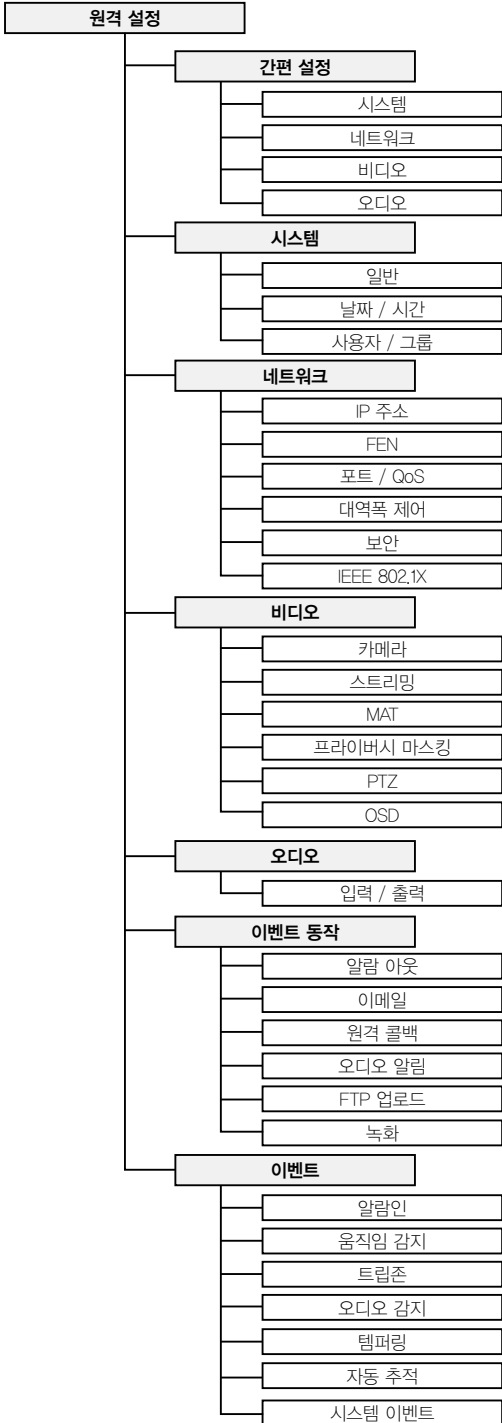 원격 설정
간편 설정
시스템
네트워크
비디오
오디오
시스템
일반
날짜 / 시간
사용자 / 그룹
네트워크
IP 주소
FEN
포트 / QoS
대역폭 제어
보안
IEEE 802.1X
비디오
카메라
스트리밍
MAT
프라이버시 마스킹
PTZ
OSD
오디오
입력 / 출력
이벤트 동작
알람 아웃
이메일
원격 콜백
오디오 알림
FTP 업로드
녹화
이벤트
알람인
움직임 감지
트립존
오디오 감지
템퍼링
자동 추적
시스템 이벤트